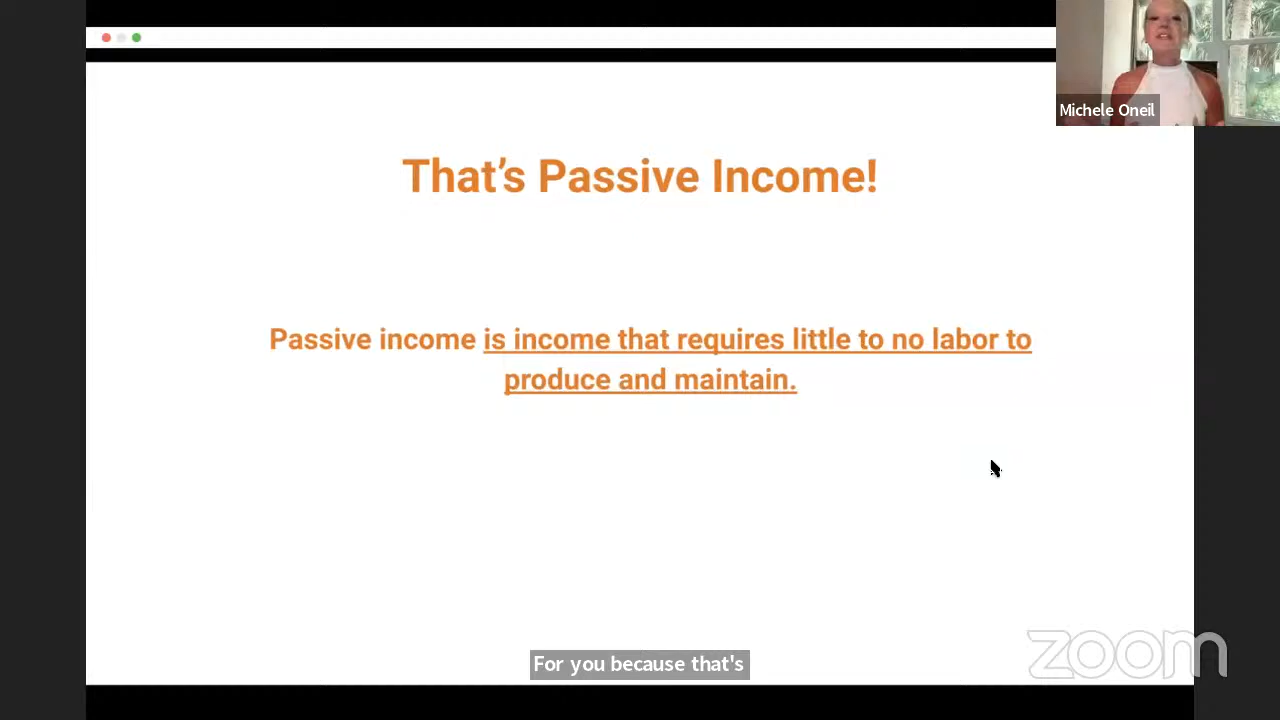 Michele Oneil
That's Passive Income!
Passive income is income that requires little to no labor to
produce and maintain.
For you because that's
zoom